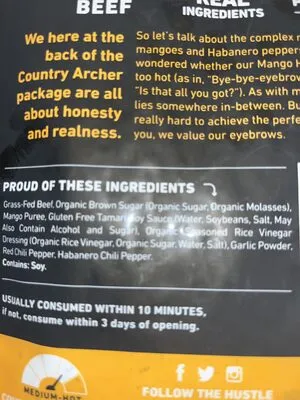 BEEF
REAL
INGREDIENTS
We here at the
back of the
Country Archer
package are all
about honesty
and realness.
So let's talk about the complex
mangoes and Habanero peppers
wondered whether our Mango
too hot (as in, "Bye-bye-eyebro
"Is that all you got?"). As with m
lies somewhere in-between. Bu
really hard to achieve the perfe
you, we value our eyebrows.
PROUD OF THESE INGREDIENTS
Grass-Fed Beef, Organic Brown Sugar (Organic Sugar, Organic Molasses),
Mango Puree, Gluten Free Tamari Soy Sauce (Water, Soybeans, Salt, May
Also Contain Alcohol and Sugar), Organic Seasoned Rice Vinegar
Dressing (Organic Rice Vinegar, Organic Sugar, Water, Salt), Garlic Powder,
Red Chili Pepper, Habanero Chili Pepper.
Contains: Soy.
USUALLY CONSUMED WITHIN 10 MINUTES,
if not, consume within 3 days of opening.
MEDIUM-HOT
FOLLOW THE HUSTLE